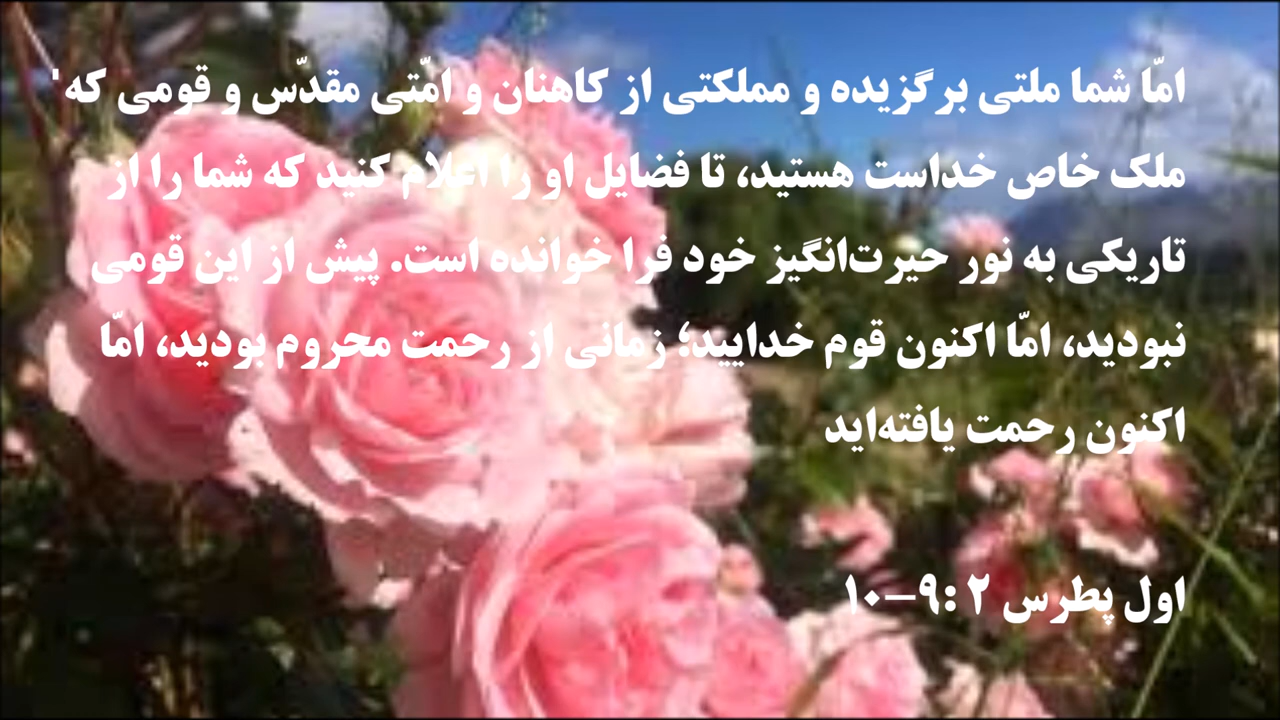 امّا شما ملتی برگزیده و مملکتی از کاهنان و امّتی مقدّس و قومی که'
ملک خاص خداست هستید، تا فضایل او را اعلام کنید که شما را از
تاریکی به نور حیرت‌انگیز خود فرا خوانده است. پیش از این قومی
نبودید، امّا اکنون قوم خدایید؛ زمانی از رحمت محروم بودید، امّا
اکنون رحمت یافته‌اید
اول پطرس ۲ :۹-۱۰